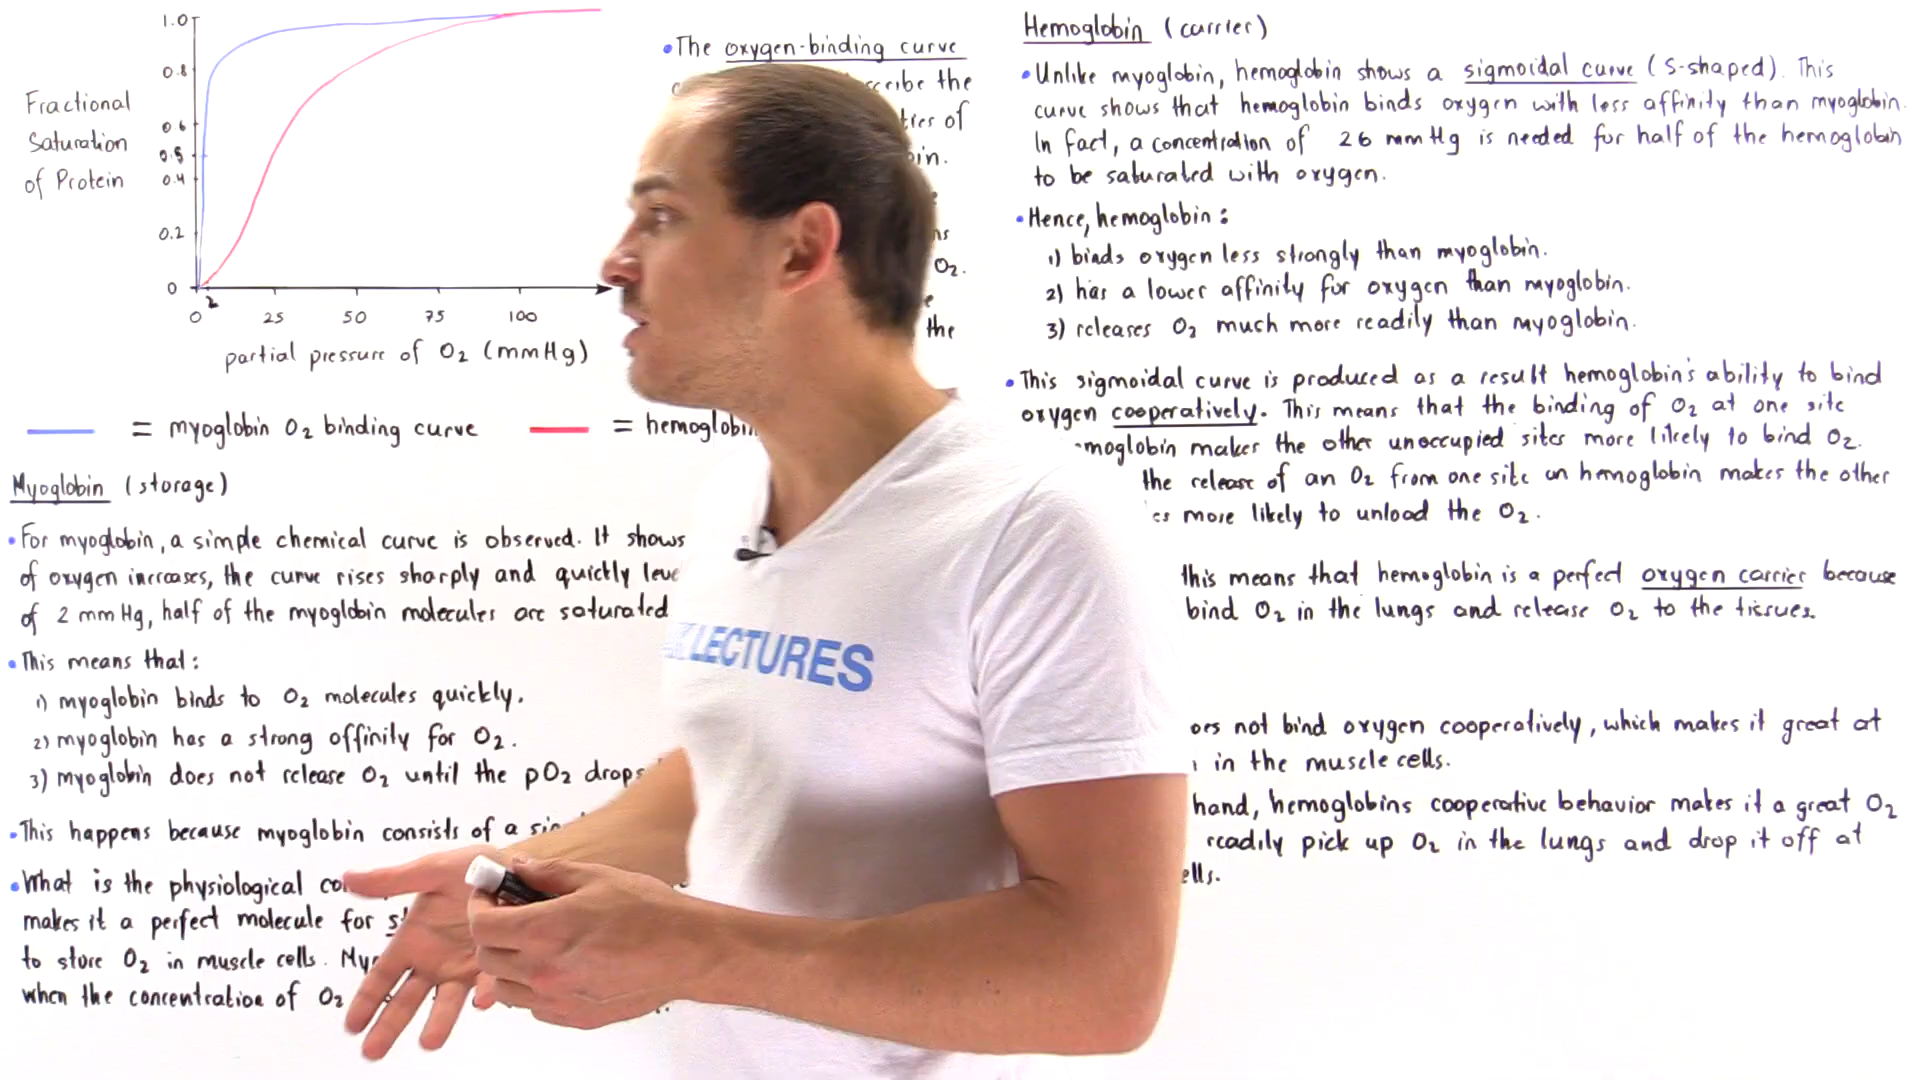 1.0
0.8
0.6
0.5
0.4
0.2
0
Fractional
Saturation
of Protein
2
0 25 50 75 100
partial pressure of O₂ (mmHg)
= myoglobin O₂ binding curve
= hemoglobin
• The oxygen-binding curve
the
of
O₂.
the
Myoglobin (storage)
• For myoglobin, a simple chemical curve is observed. It shows
of oxygen increases, the curve rises sharply and quickly
of 2 mmHg, half of the myoglobin molecules are saturated
• This means that:
1) myoglobin binds to O₂ molecules quickly.
2) myoglobin has a strong affinity for O₂.
3) myoglobin does not release O₂ until the pO₂ drops
• This happens because myoglobin consists of a
• What is the physiological
makes it a perfect molecule for
to store O₂ in muscle cells.
when the concentration of O₂
LECTURES
Hemoglobin (carrier)
• Unlike myoglobin, hemoglobin shows a sigmoidal curve (S-shaped). This
curve shows that hemoglobin binds oxygen with less affinity than myoglobin.
In fact, a concentration of 26 mmHg is needed for half of the hemoglobin
to be saturated with oxygen.
• Hence, hemoglobin:
1) binds oxygen less strongly than myoglobin.
2) has a lower affinity for oxygen than myoglobin.
3) releases O₂ much more readily than myoglobin.
• This sigmoidal curve is produced as a result hemoglobin's ability to bind
oxygen cooperatively. This means that the binding of O₂ at one site
moglobin makes the other unoccupied sites more likely to bind O₂.
the release of an O₂ from one site on hemoglobin makes the other
more likely to unload the O₂.
this means that hemoglobin is a perfect oxygen carrier because
bind O₂ in the lungs and release O₂ to the tissues.
oes not bind oxygen cooperatively, which makes it great at
in the muscle cells.
hand, hemoglobins cooperative behavior makes it a great O₂
readily pick up O₂ in the lungs and drop it off at
ells.